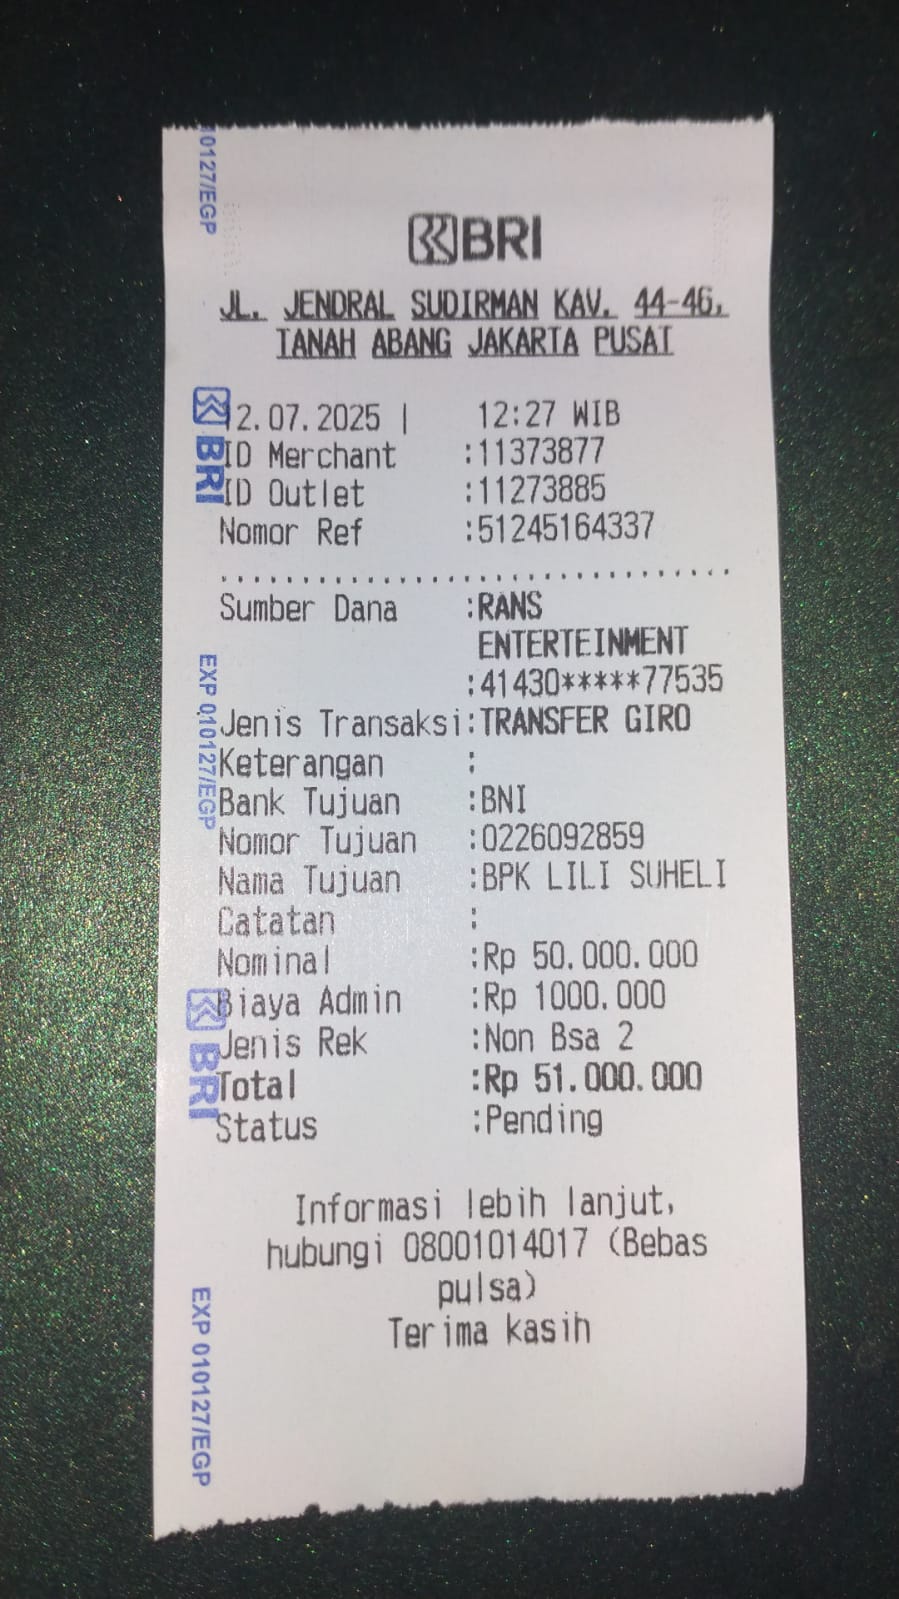 BRI
JL. JENDRAL SUDIRMAN KAV. 44-46,
TANAH ABANG JAKARTA PUSAT
12.07.2025 | 12:27 WIB
ID Merchant :11373877
ID Outlet :11273885
Nomor Ref :51245164337
................................
Sumber Dana :RANS
ENTERTEINMENT
:41430*****77535
Jenis Transaksi:TRANSFER GIRO
Keterangan :
Bank Tujuan :BNI
Nomor Tujuan :0226092859
Nama Tujuan :BPK LILI SUHELI
Catatan :
Nominal :Rp 50.000.000
Biaya Admin :Rp 1000.000
Jenis Rek :Non Bsa 2
Total :Rp 51.000.000
Status :Pending
Informasi lebih lanjut,
hubungi 08001014017 (Bebas
pulsa)
Terima kasih
10127/EGP
BRI
EXP 010127/EGP
BRI
EXP 010127/EGP